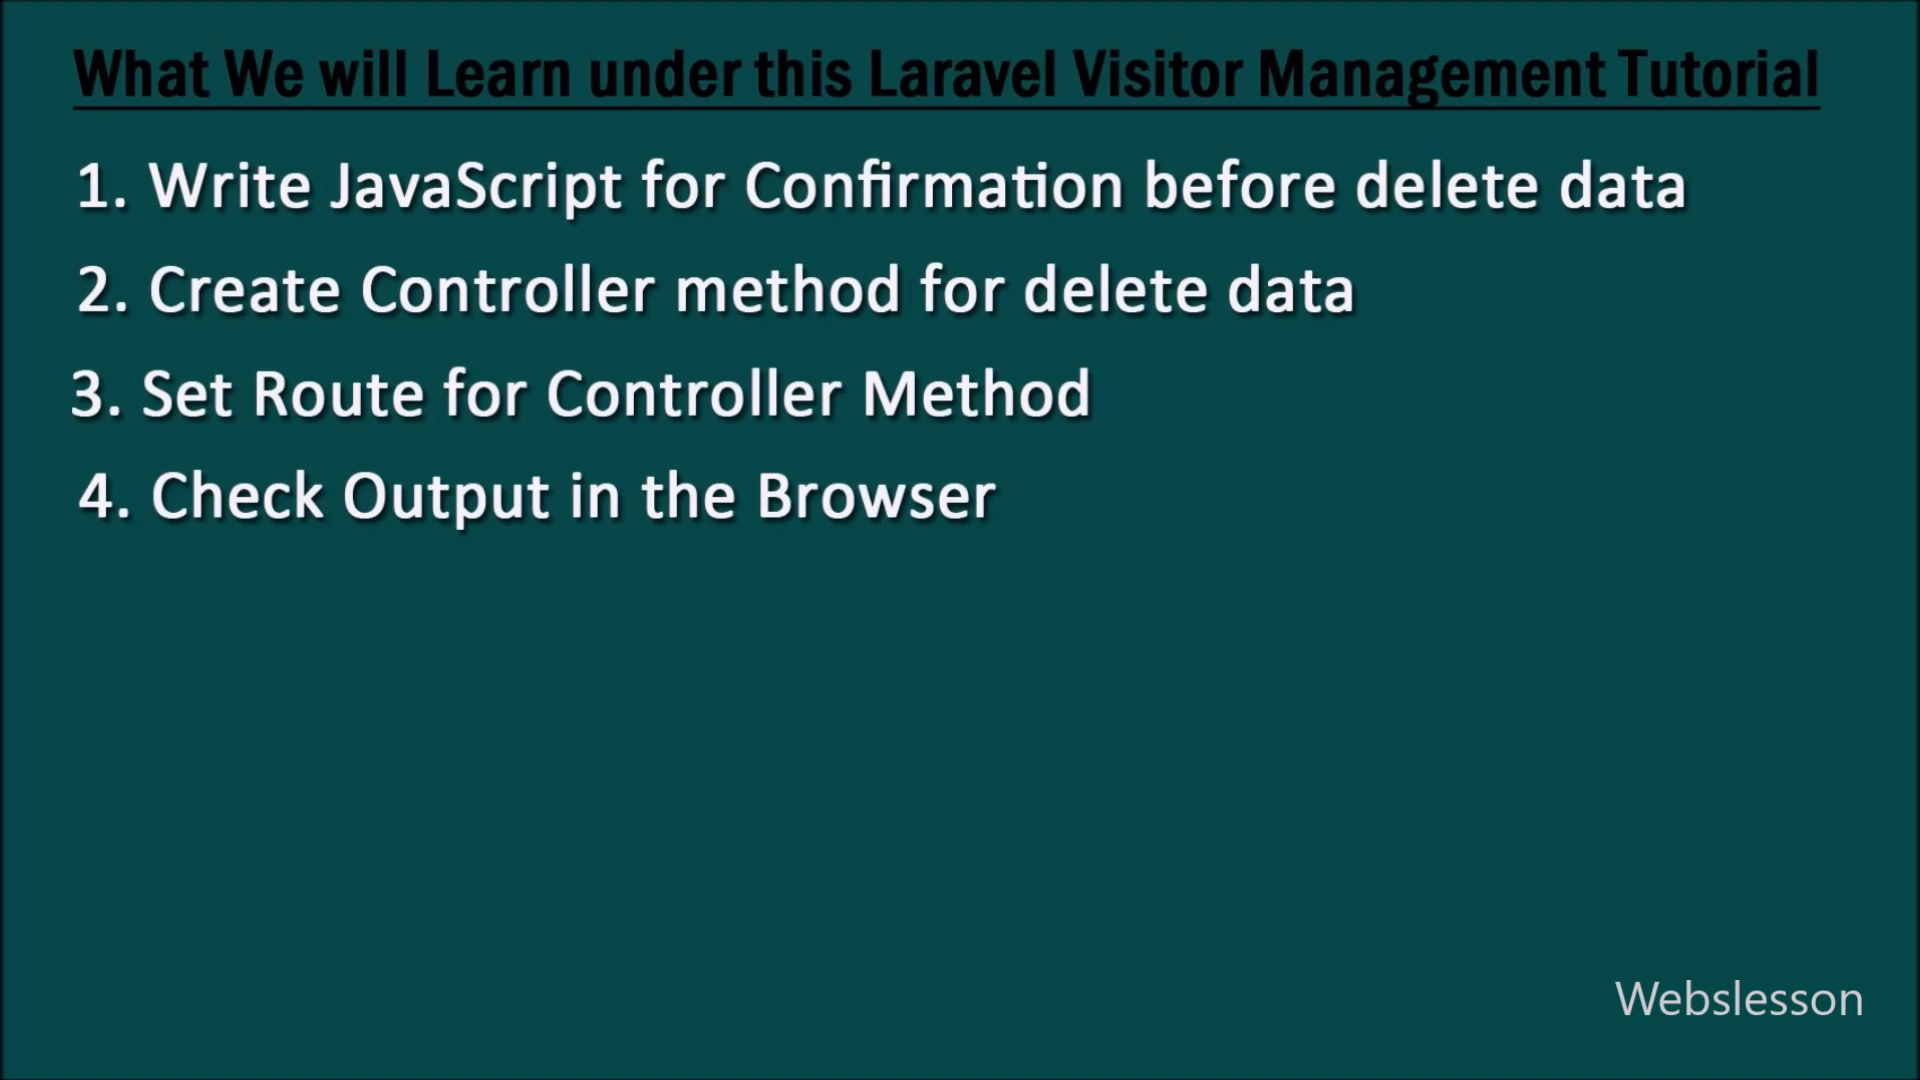 What We will Learn under this Laravel Visitor Management Tutorial
1. Write JavaScript for Confirmation before delete data
2. Create Controller method for delete data
3. Set Route for Controller Method
4. Check Output in the Browser
Webslesson